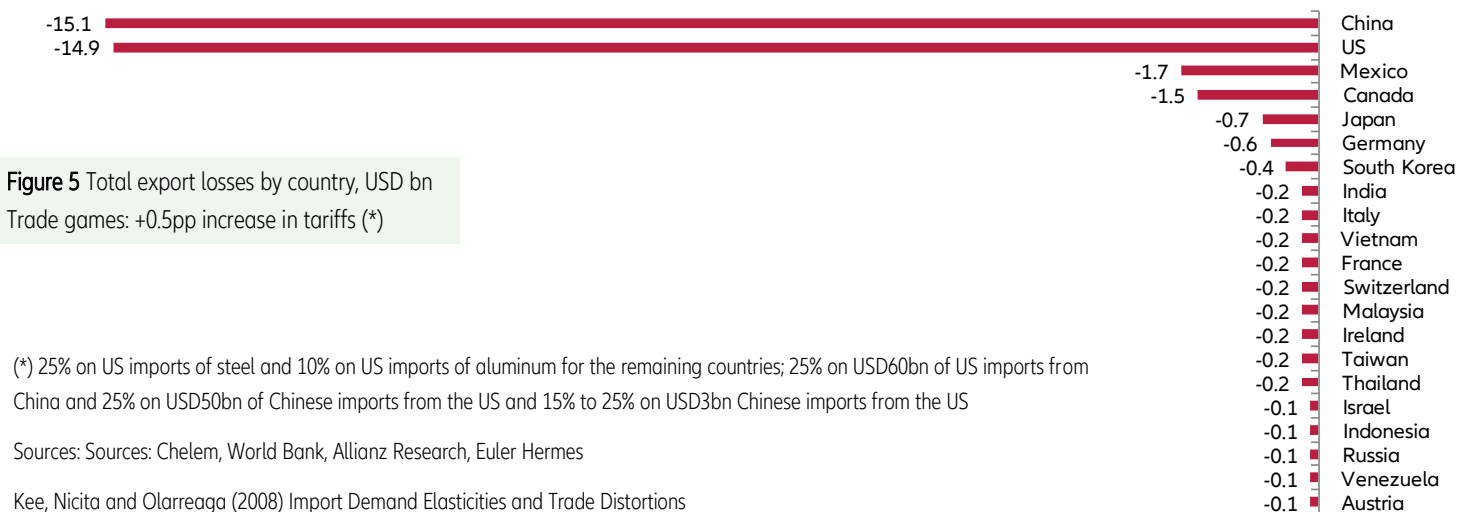 -15.1 China
-14.9 US
-1.7 Mexico
-1.5 Canada
-0.7 Japan
-0.6 Germany
-0.4 South Korea
-0.2 India
-0.2 Italy
-0.2 Vietnam
-0.2 France
-0.2 Switzerland
-0.2 Malaysia
-0.2 Ireland
-0.2 Taiwan
-0.2 Thailand
-0.1 Israel
-0.1 Indonesia
-0.1 Russia
-0.1 Venezuela
-0.1 Austria
Figure 5 Total export losses by country, USD bn
Trade games: +0.5pp increase in tariffs (*)
(*) 25% on US imports of steel and 10% on US imports of aluminum for the remaining countries; 25% on USD60bn of US imports from
China and 25% on USD50bn of Chinese imports from the US and 15% to 25% on USD3bn Chinese imports from the US
Sources: Sources: Chelem, World Bank, Allianz Research, Euler Hermes
Kee, Nicita and Olarreaga (2008) Import Demand Elasticities and Trade Distortions